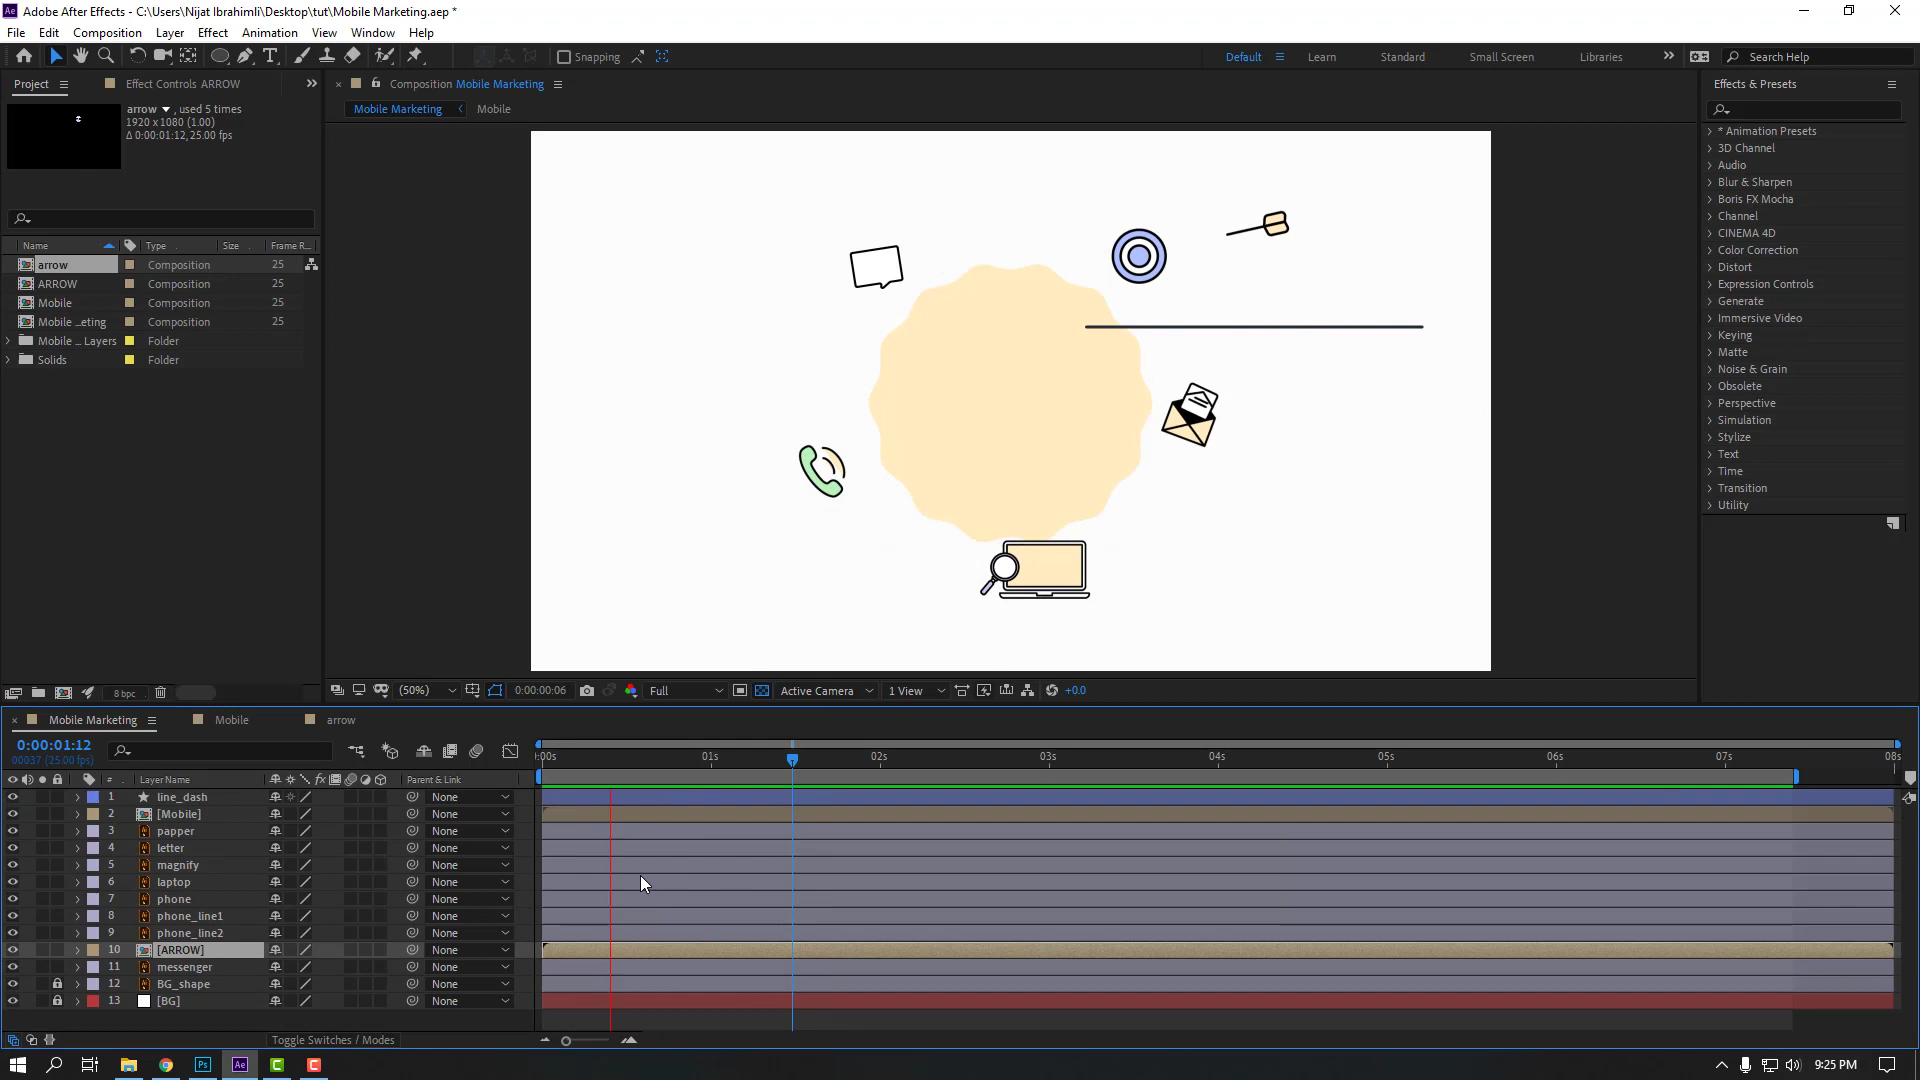 Ae Adobe After Effects - C:\Users\Nijat Ibrahimli\Desktop\tut\Mobile Marketing.aep *
File Edit Composition Layer Effect Animation View Window Help
Snapping Default Learn Standard Small Screen Libraries Search Help
Project Effect Controls ARROW
arrow , used 5 times
1920 x 1080 (1.00)
Δ 0:00:01:12, 25.00 fps
Name Type Size Frame R...
arrow Composition 25
ARROW Composition 25
Mobile Composition 25
Mobile ...eting Composition 25
Mobile ... Layers Folder
Solids Folder
8 bpc
Composition Mobile Marketing
Mobile Marketing Mobile
(50%) 0:00:00:06 Full Active Camera 1 View +0.0
Effects & Presets
* Animation Presets
3D Channel
Audio
Blur & Sharpen
Boris FX Mocha
Channel
CINEMA 4D
Color Correction
Distort
Expression Controls
Generate
Immersive Video
Keying
Matte
Noise & Grain
Obsolete
Perspective
Simulation
Stylize
Text
Time
Transition
Utility
Mobile Marketing Mobile arrow
0:00:01:12
00037 (25.00 fps)
:00s 01s 02s 03s 04s 05s 06s 07s 08s
# Layer Name fx Parent & Link
1 line_dash None
2 [Mobile] None
3 papper None
4 letter None
5 magnify None
6 laptop None
7 phone None
8 phone_line1 None
9 phone_line2 None
10 [ARROW] None
11 messenger None
12 BG_shape None
13 [BG] None
Toggle Switches / Modes
Ps Ae C C 9:25 PM